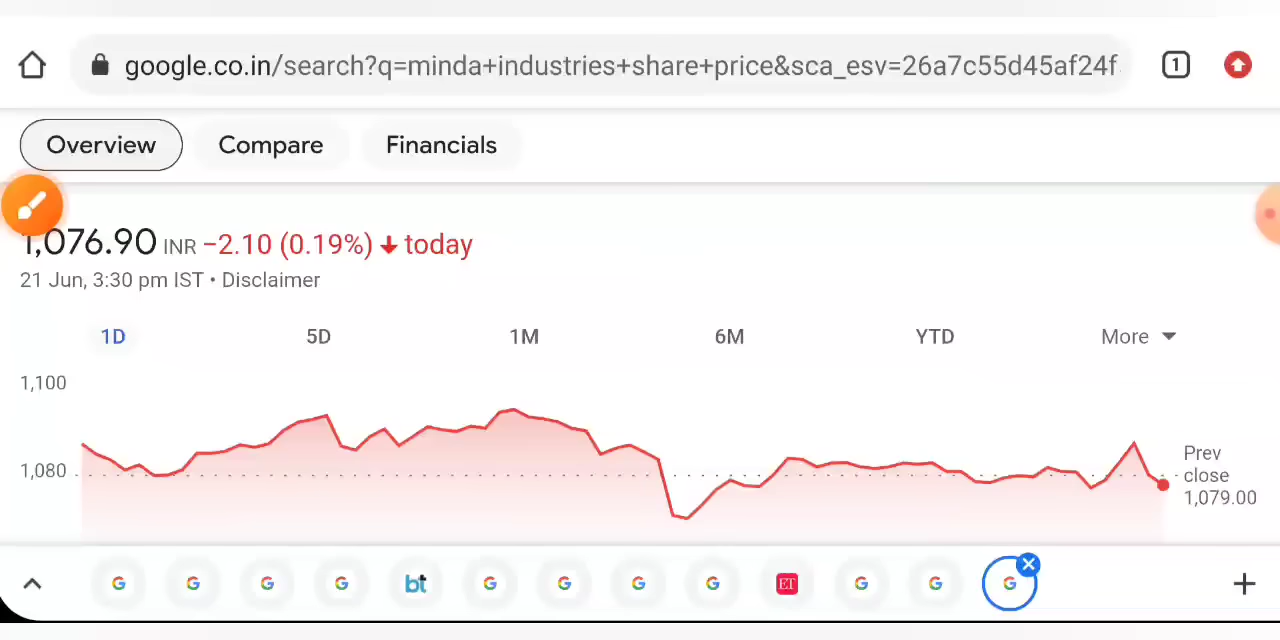 google.co.in/search?q=minda+industries+share+price&sca_esv=26a7c55d45af24f
1
Overview
Compare
Financials
1,076.90 INR −2.10 (0.19%) today
21 Jun, 3:30 pm IST • Disclaimer
1D
5D
1M
6M
YTD
More
1,100
1,080
Prev
close
1,079.00
bt
ET